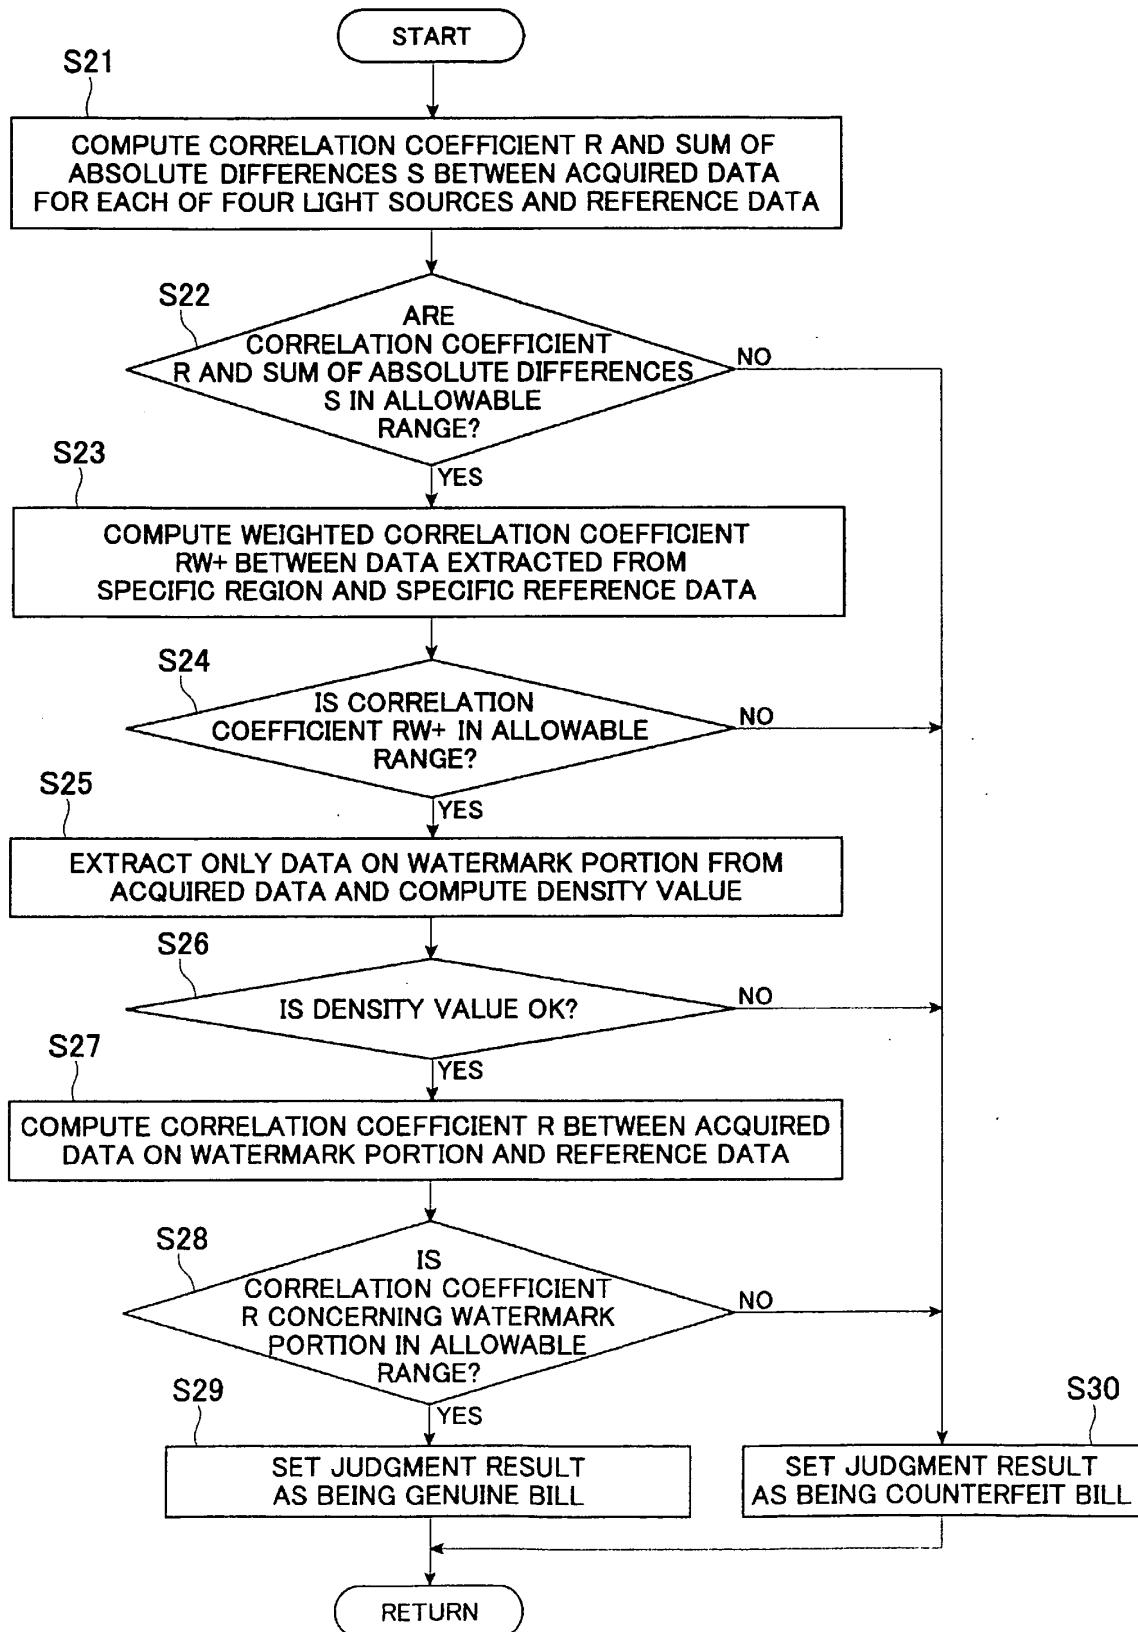 START
S21
COMPUTE CORRELATION COEFFICIENT R AND SUM OF
ABSOLUTE DIFFERENCES S BETWEEN ACQUIRED DATA
FOR EACH OF FOUR LIGHT SOURCES AND REFERENCE DATA
S22
ARE
CORRELATION COEFFICIENT
R AND SUM OF ABSOLUTE DIFFERENCES
S IN ALLOWABLE
RANGE?
NO
YES
S23
COMPUTE WEIGHTED CORRELATION COEFFICIENT
RW+ BETWEEN DATA EXTRACTED FROM
SPECIFIC REGION AND SPECIFIC REFERENCE DATA
S24
IS CORRELATION
COEFFICIENT RW+ IN ALLOWABLE
RANGE?
NO
YES
S25
EXTRACT ONLY DATA ON WATERMARK PORTION FROM
ACQUIRED DATA AND COMPUTE DENSITY VALUE
S26
IS DENSITY VALUE OK?
NO
YES
S27
COMPUTE CORRELATION COEFFICIENT R BETWEEN ACQUIRED
DATA ON WATERMARK PORTION AND REFERENCE DATA
S28
IS
CORRELATION COEFFICIENT
R CONCERNING WATERMARK
PORTION IN ALLOWABLE
RANGE?
NO
YES
S29
SET JUDGMENT RESULT
AS BEING GENUINE BILL
S30
SET JUDGMENT RESULT
AS BEING COUNTERFEIT BILL
RETURN